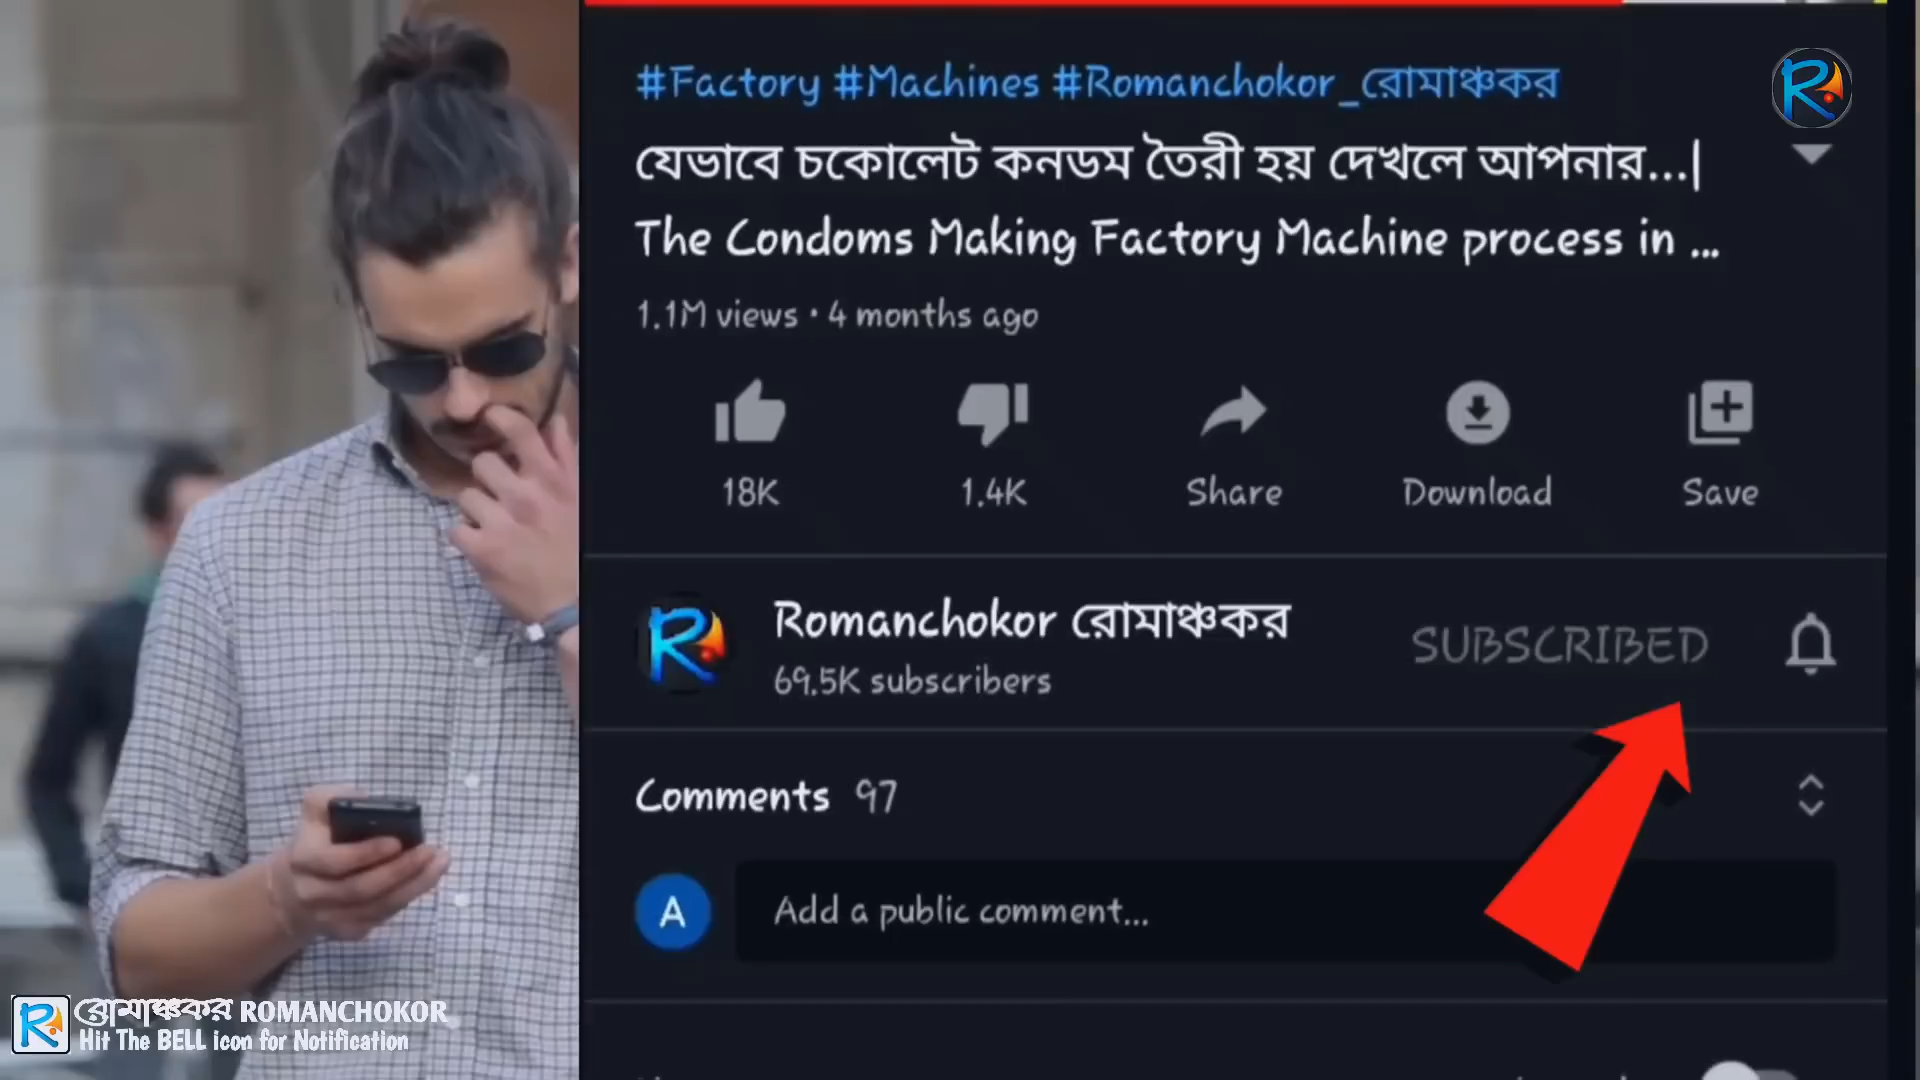 #Factory #Machines #Romanchokor_রোমাঞ্চকর
যেভাবে চকোলেট কনডম তৈরী হয় দেখলে আপনার...|
The Condoms Making Factory Machine process in ...
1.1M views • 4 months ago
18K 1.4K Share Download Save
Romanchokor রোমাঞ্চকর
69.5K subscribers
SUBSCRIBED
Comments 97
A
Add a public comment...
রোমাঞ্চকর ROMANCHOKOR
Hit The BELL icon for Notification